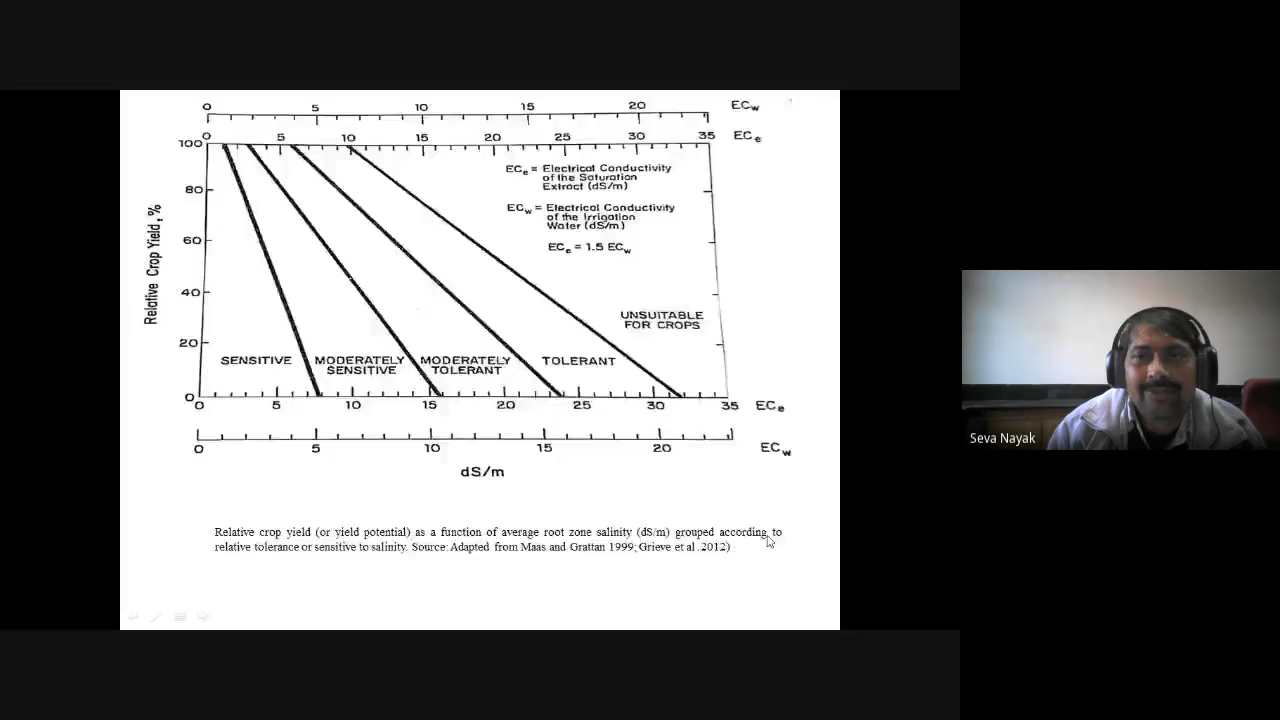 0 5 10 15 20 ECw
0 5 10 15 20 25 30 35 ECe
100
80
60
40
20
0
Relative Crop Yield, %
ECe = Electrical Conductivity
of the Saturation
Extract (dS/m)
ECw = Electrical Conductivity
of the Irrigation
Water (dS/m)
ECe = 1.5 ECw
UNSUITABLE
FOR CROPS
SENSITIVE
MODERATELY
SENSITIVE
MODERATELY
TOLERANT
TOLERANT
0 5 10 15 20 25 30 35 ECe
0 5 10 15 20 ECw
dS/m
Relative crop yield (or yield potential) as a function of average root zone salinity (dS/m) grouped according to
relative tolerance or sensitive to salinity. Source: Adapted from Maas and Grattan 1999; Grieve et al .2012)
Seva Nayak